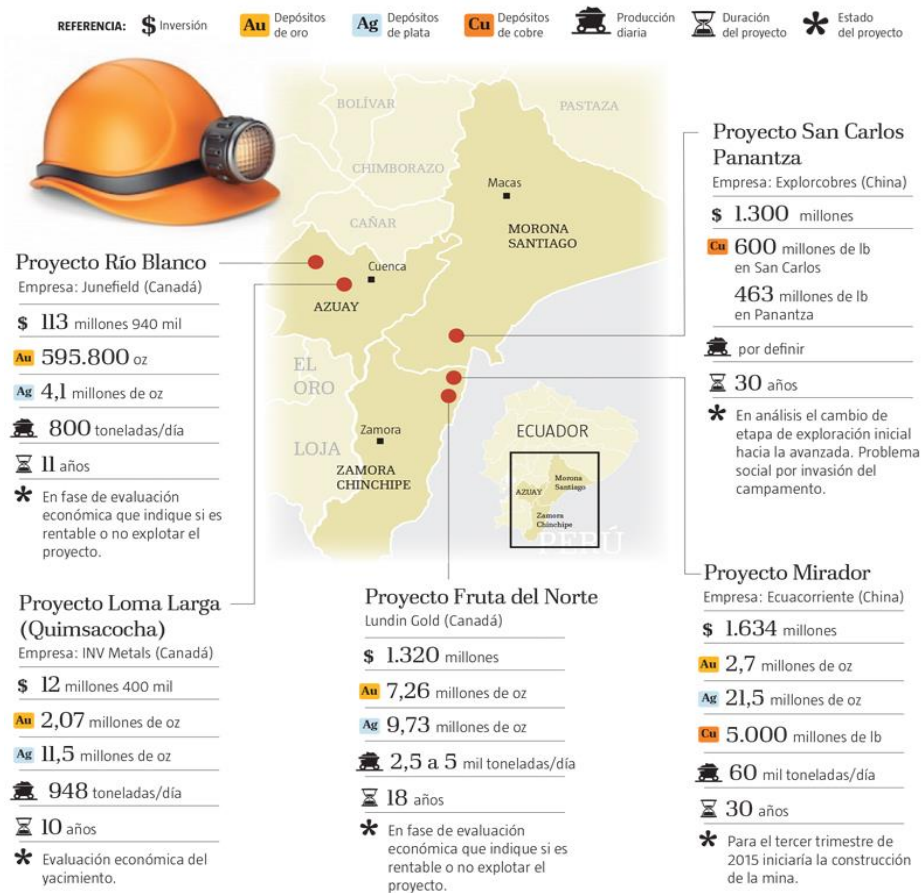 REFERENCIA:
$ Inversión
Au Depósitos
de oro
Ag Depósitos
de plata
Cu Depósitos
de cobre
Producción
diaria
Duración
del proyecto
* Estado
del proyecto
BOLÍVAR
PASTAZA
CHIMBORAZO
Macas
CAÑAR
MORONA
SANTIAGO
Cuenca
AZUAY
EL
ORO
LOJA
Zamora
ZAMORA
CHINCHIPE
ECUADOR
Morona
Santiago
AZUAY
Zamora
Chinchipe
PERÚ
Proyecto San Carlos
Panantza
Empresa: Explorcobres (China)
$ 1.300 millones
Cu 600 millones de lb
en San Carlos
463 millones de lb
en Panantza
por definir
30 años
* En análisis el cambio de
etapa de exploración inicial
hacia la avanzada. Problema
social por invasión del
campamento.
Proyecto Río Blanco
Empresa: Junefield (Canadá)
$ 113 millones 940 mil
Au 595.800 oz
Ag 4,1 millones de oz
800 toneladas/día
11 años
* En fase de evaluación
económica que indique si es
rentable o no explotar el
proyecto.
Proyecto Loma Larga
(Quimsacocha)
Empresa: INV Metals (Canadá)
$ 12 millones 400 mil
Au 2,07 millones de oz
Ag 11,5 millones de oz
948 toneladas/día
10 años
* Evaluación económica del
yacimiento.
Proyecto Fruta del Norte
Lundin Gold (Canadá)
$ 1.320 millones
Au 7,26 millones de oz
Ag 9,73 millones de oz
2,5 a 5 mil toneladas/día
18 años
* En fase de evaluación
económica que indique si es
rentable o no explotar el
proyecto.
Proyecto Mirador
Empresa: Ecuacorriente (China)
$ 1.634 millones
Au 2,7 millones de oz
Ag 21,5 millones de oz
Cu 5.000 millones de lb
60 mil toneladas/día
30 años
* Para el tercer trimestre de
2015 iniciaría la construcción
de la mina.